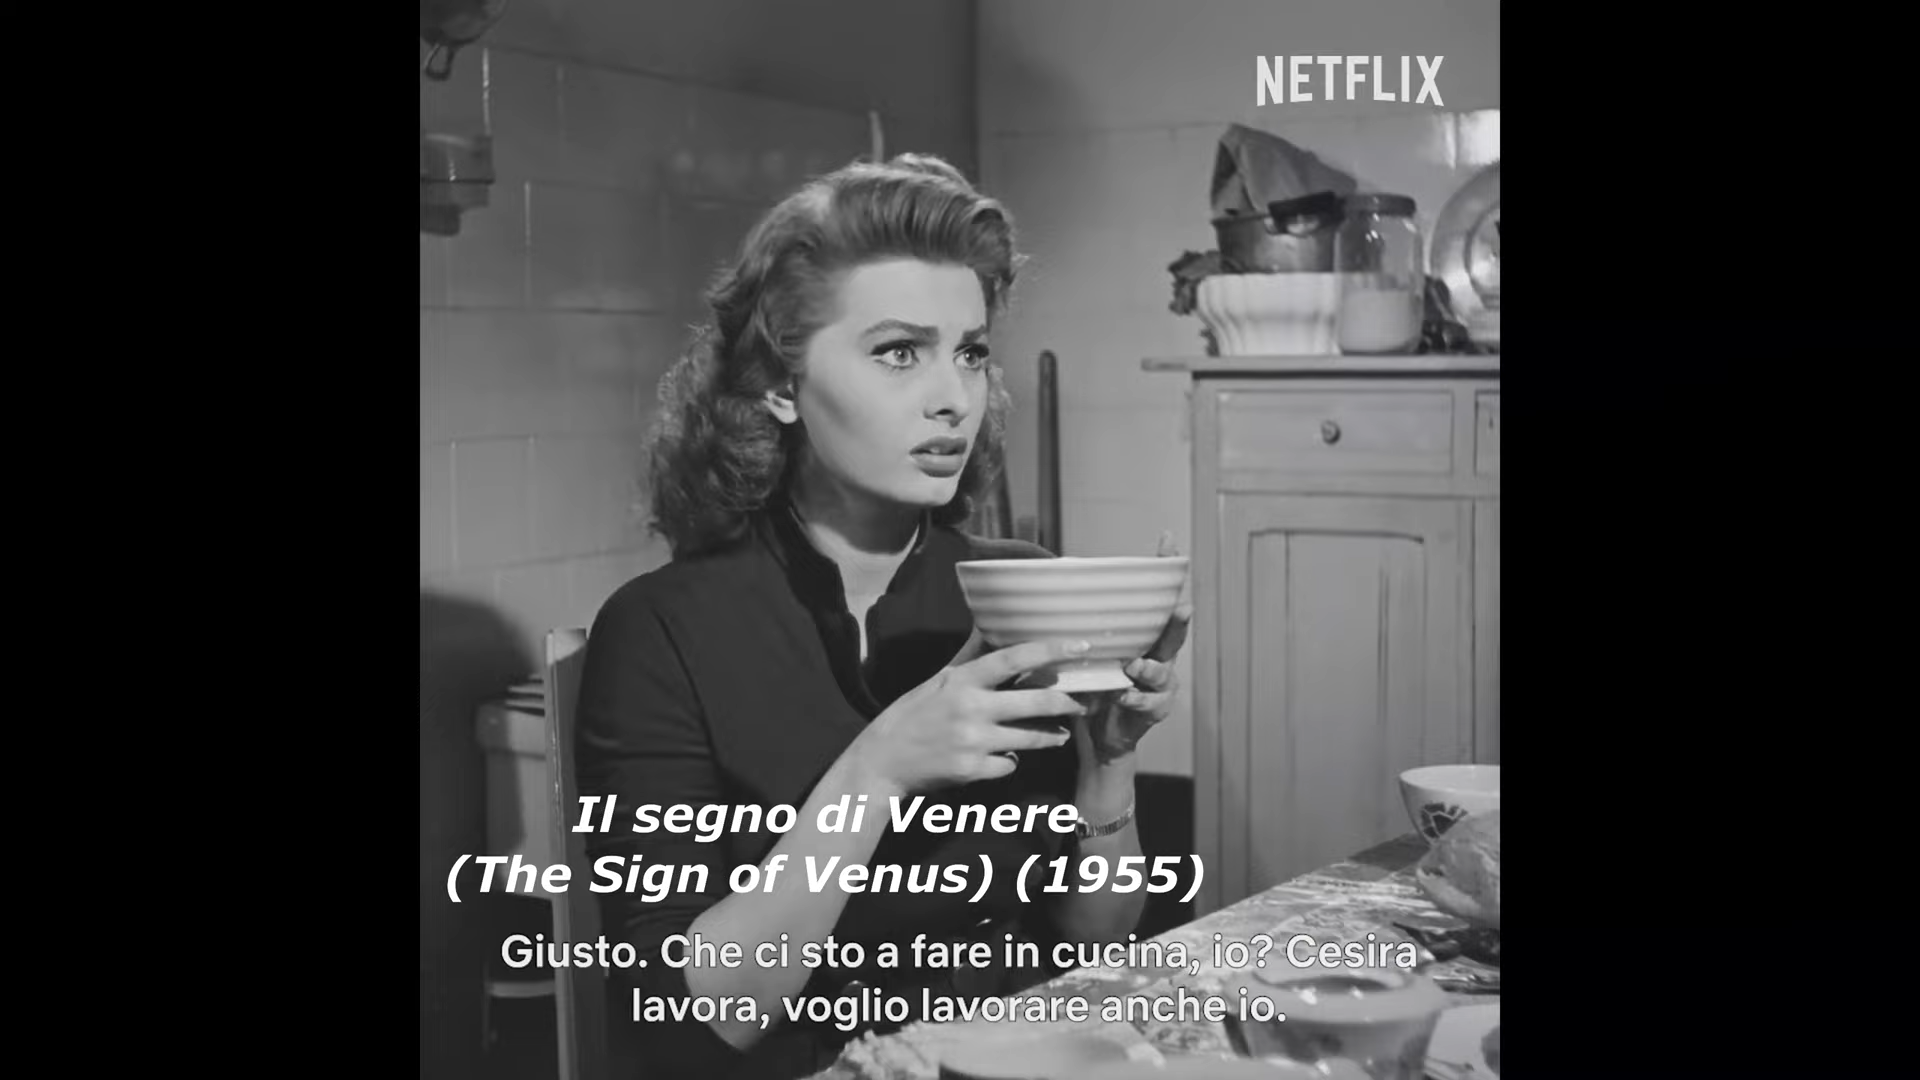 NETFLIX
Il segno di Venere
(The Sign of Venus) (1955)
Giusto. Che ci sto a fare in cucina, io? Cesira
lavora, voglio lavorare anche io.